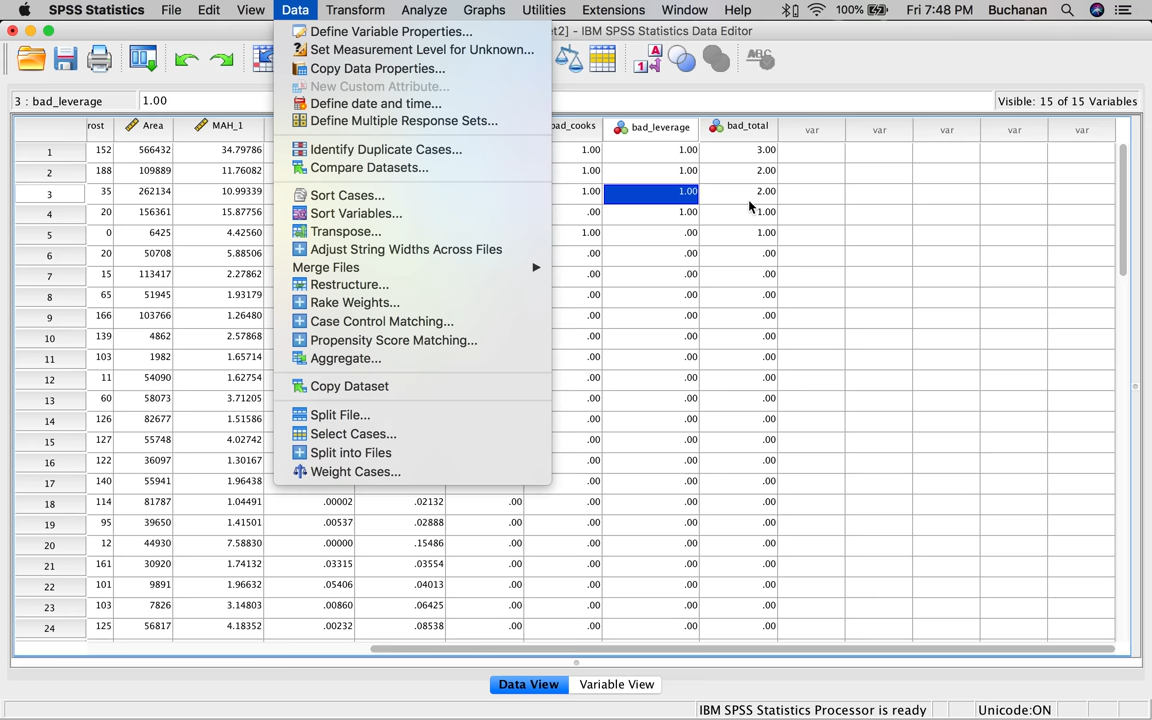 SPSS Statistics File Edit View Data Transform Analyze Graphs Utilities Extensions Window Help 100% Fri 7:48 PM Buchanan
et2] - IBM SPSS Statistics Data Editor
3 : bad_leverage 1.00 Visible: 15 of 15 Variables
rost Area MAH_1 bad_cooks bad_leverage bad_total var var var var
1 152 566432 34.79786 1.00 1.00 3.00
2 188 109889 11.76082 1.00 1.00 2.00
3 35 262134 10.99339 1.00 1.00 2.00
4 20 156361 15.87756 .00 1.00 1.00
5 0 6425 4.42560 1.00 .00 1.00
6 20 50708 5.88506 .00 .00 .00
7 15 113417 2.27862 .00 .00 .00
8 65 51945 1.93179 .00 .00 .00
9 166 103766 1.26480 .00 .00 .00
10 139 4862 2.57868 .00 .00 .00
11 103 1982 1.65714 .00 .00 .00
12 11 54090 1.62754 .00 .00 .00
13 60 58073 3.71205 .00 .00 .00
14 126 82677 1.51586 .00 .00 .00
15 127 55748 4.02742 .00 .00 .00
16 122 36097 1.30167 .00 .00 .00
17 140 55941 1.96438 .00 .00 .00
18 114 81787 1.04491 .00002 .02132 .00 .00 .00 .00
19 95 39650 1.41501 .00537 .02888 .00 .00 .00 .00
20 12 44930 7.58830 .00000 .15486 .00 .00 .00 .00
21 161 30920 1.74132 .03315 .03554 .00 .00 .00 .00
22 101 9891 1.96632 .05406 .04013 .00 .00 .00 .00
23 103 7826 3.14803 .00860 .06425 .00 .00 .00 .00
24 125 56817 4.18352 .00232 .08538 .00 .00 .00 .00
Define Variable Properties...
Set Measurement Level for Unknown...
Copy Data Properties...
New Custom Attribute...
Define date and time...
Define Multiple Response Sets...
Identify Duplicate Cases...
Compare Datasets...
Sort Cases...
Sort Variables...
Transpose...
Adjust String Widths Across Files
Merge Files
Restructure...
Rake Weights...
Case Control Matching...
Propensity Score Matching...
Aggregate...
Copy Dataset
Split File...
Select Cases...
Split into Files
Weight Cases...
Data View Variable View
IBM SPSS Statistics Processor is ready Unicode:ON